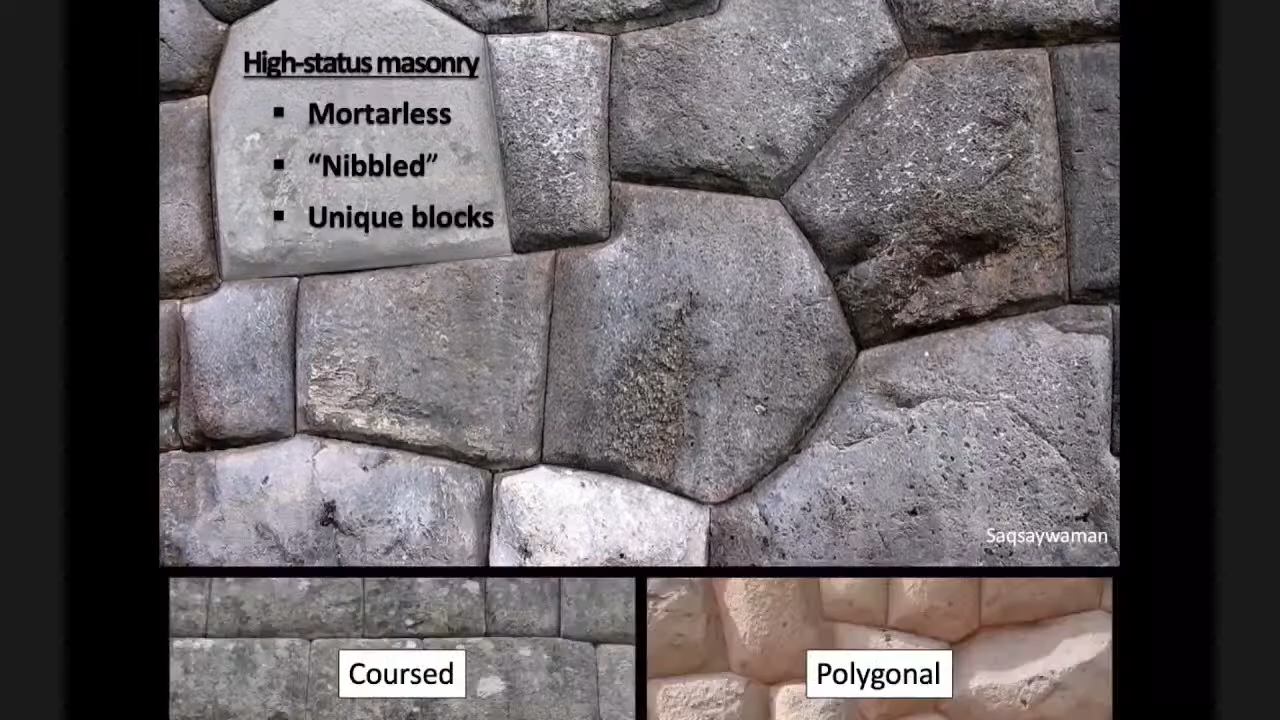 High-status masonry
▪ Mortarless
▪ “Nibbled”
▪ Unique blocks
Saqsaywaman
Coursed
Polygonal